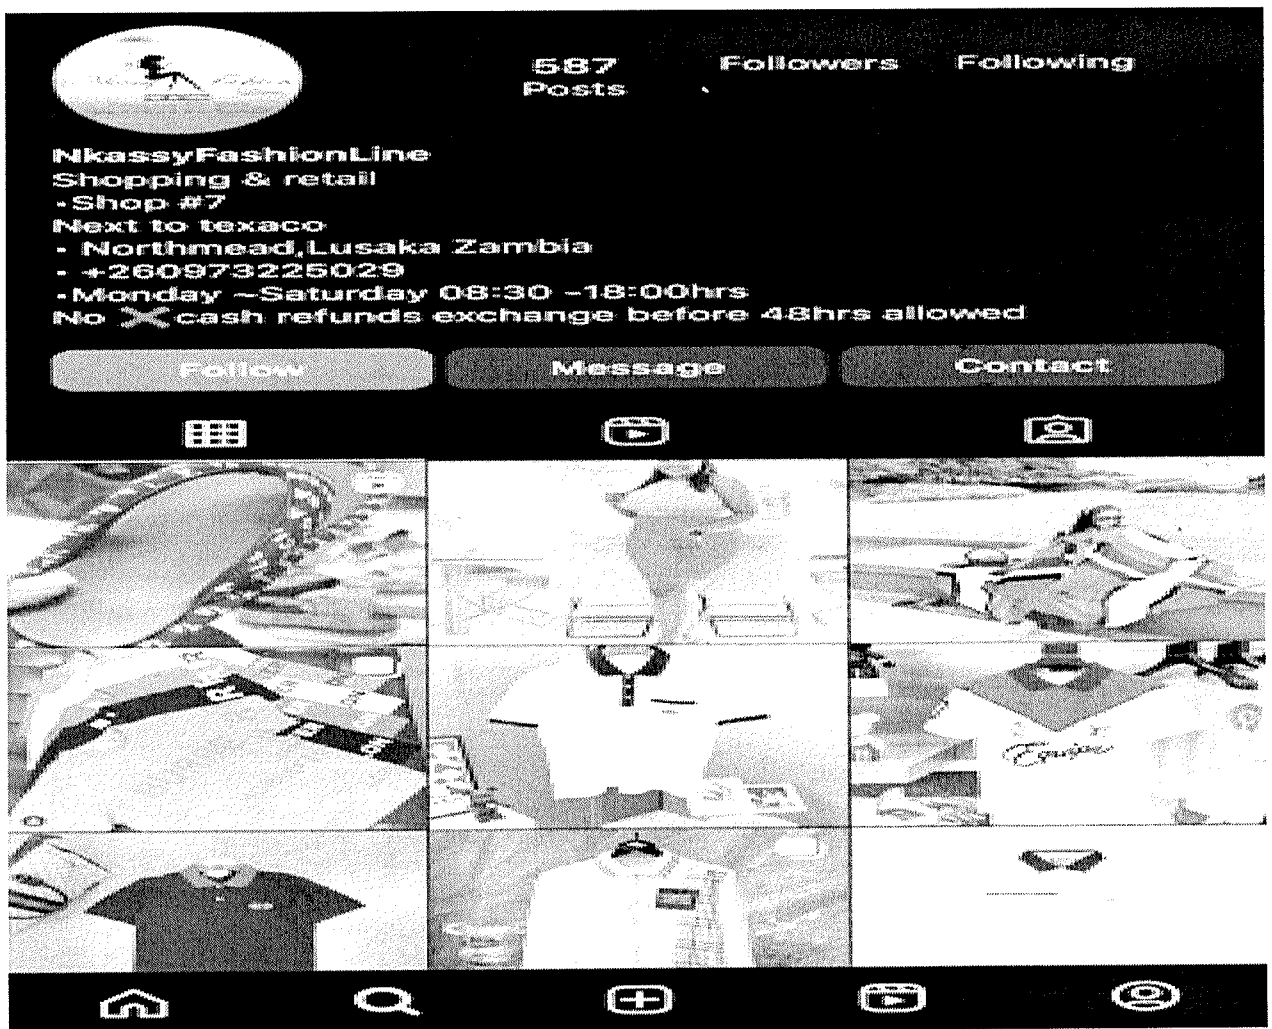 587
Posts
Followers
Following
NkassyFashionLine
Shopping & retail
-Shop #7
Next to texaco
- Northmead,Lusaka Zambia
- +260973225029
-Monday ~Saturday 08:30 -18:00hrs
No ❌cash refunds exchange before 48hrs allowed
Follow
Message
Contact